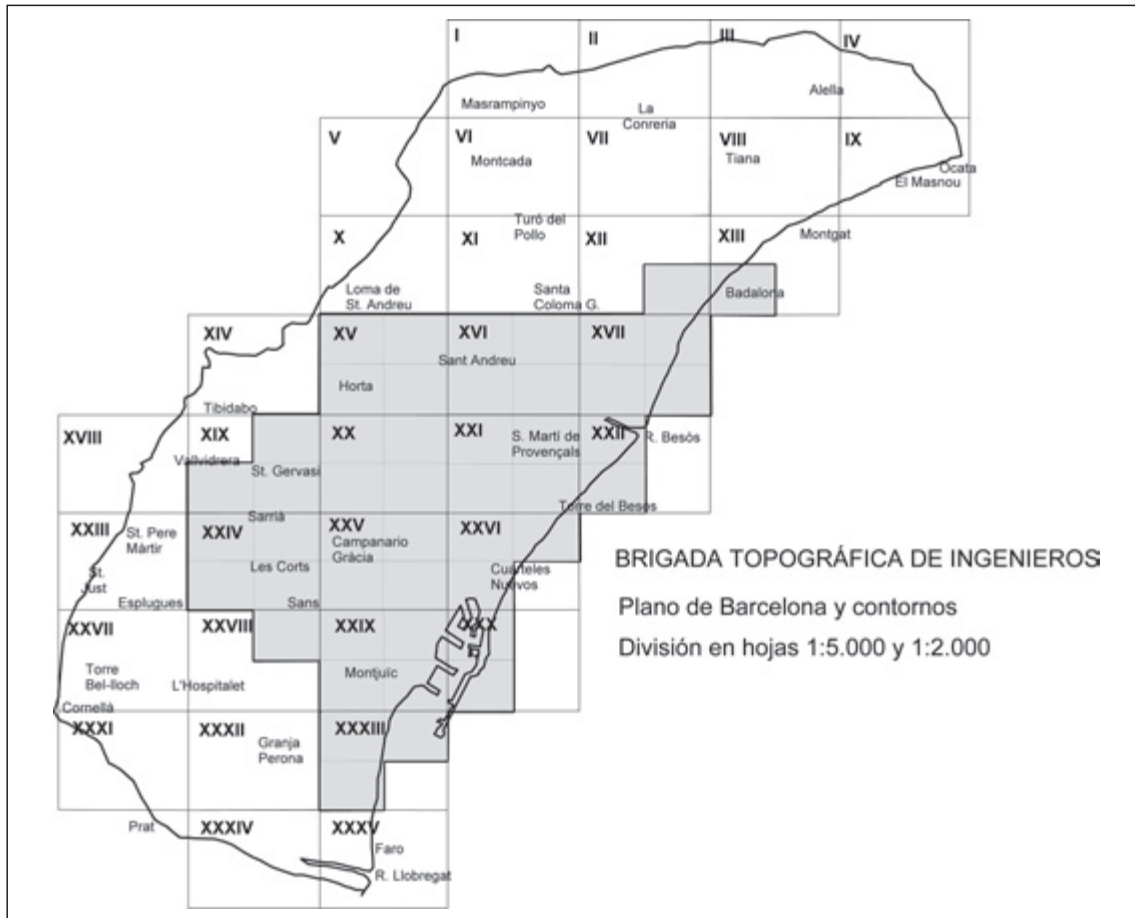 I
II
III
IV
Masrampinyo
La
Conreria
Alella
V
VI
Montcada
VII
VIII
Tiana
IX
Ocata
El Masnou
X
XI
Turó del
Pollo
XII
XIII
Montgat
Loma de
St. Andreu
Santa
Coloma G.
Badalona
XIV
XV
XVI
XVII
Sant Andreu
Horta
Tibidabo
XVIII
XIX
Vallvidrera
St. Gervasi
XX
XXI
S. Martí de
Provençals
XXII
R. Besòs
Torre del Besòs
XXIII
St. Pere
Màrtir
XXIV
Sarrià
XXV
Campanario
Gràcia
XXVI
St.
Just
Esplugues
Les Corts
Sans
Cuarteles
Nuevos
BRIGADA TOPOGRÁFICA DE INGENIEROS
Plano de Barcelona y contornos
División en hojas 1:5.000 y 1:2.000
XXVII
XXVIII
XXIX
XXX
Torre
Bel-lloch
L'Hospitalet
Montjuïc
Cornellà
XXXI
XXXII
Granja
Perona
XXXIII
Prat
XXXIV
XXXV
Faro
R. Llobregat